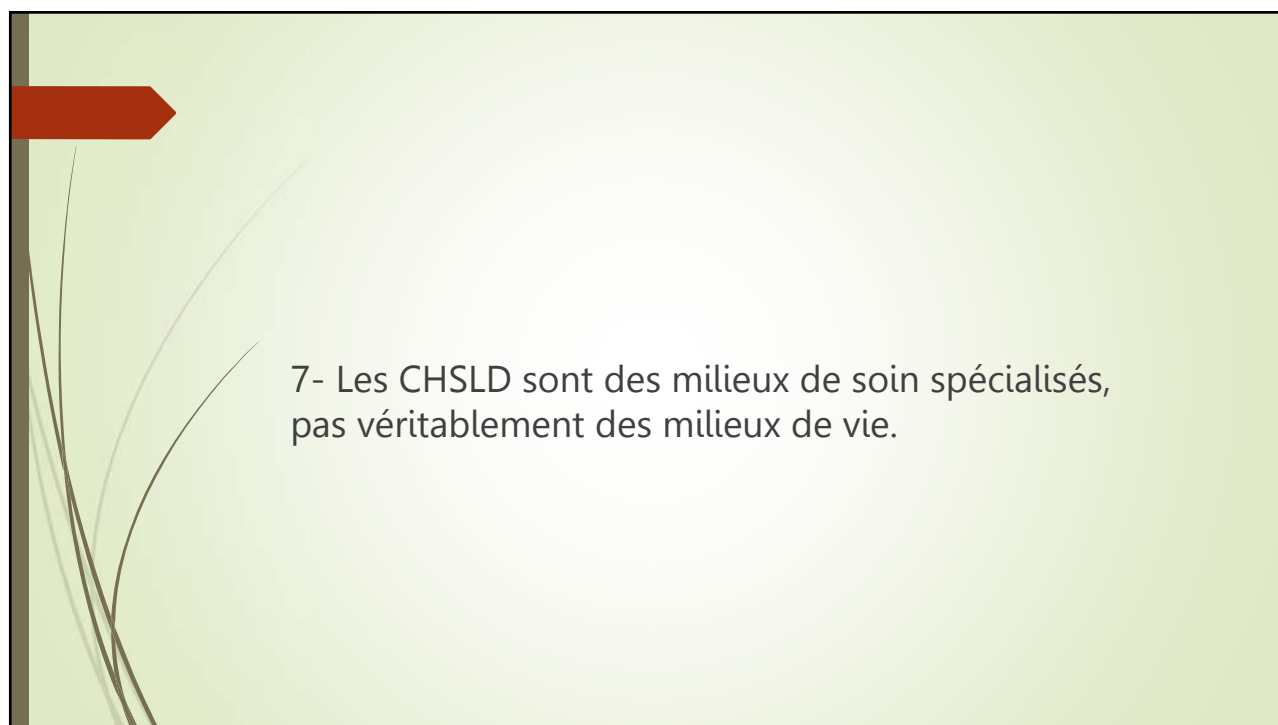 7- Les CHSLD sont des milieux de soin spécialisés,
pas véritablement des milieux de vie.